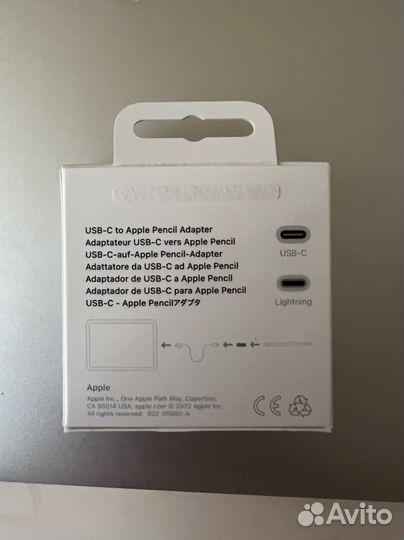 USB-C to Apple Pencil Adapter
Adaptateur USB-C vers Apple Pencil
USB-C-auf-Apple Pencil-Adapter
Adattatore da USB-C ad Apple Pencil
Adaptador de USB-C a Apple Pencil
Adaptador de USB-C para Apple Pencil
USB-C - Apple Pencilアダプタ
USB-C
Lightning
Apple
Apple Inc., One Apple Park Way, Cupertino,
CA 95014 USA, apple.com © 2022 Apple Inc.
All rights reserved. 602-05980-A
CE
Avito